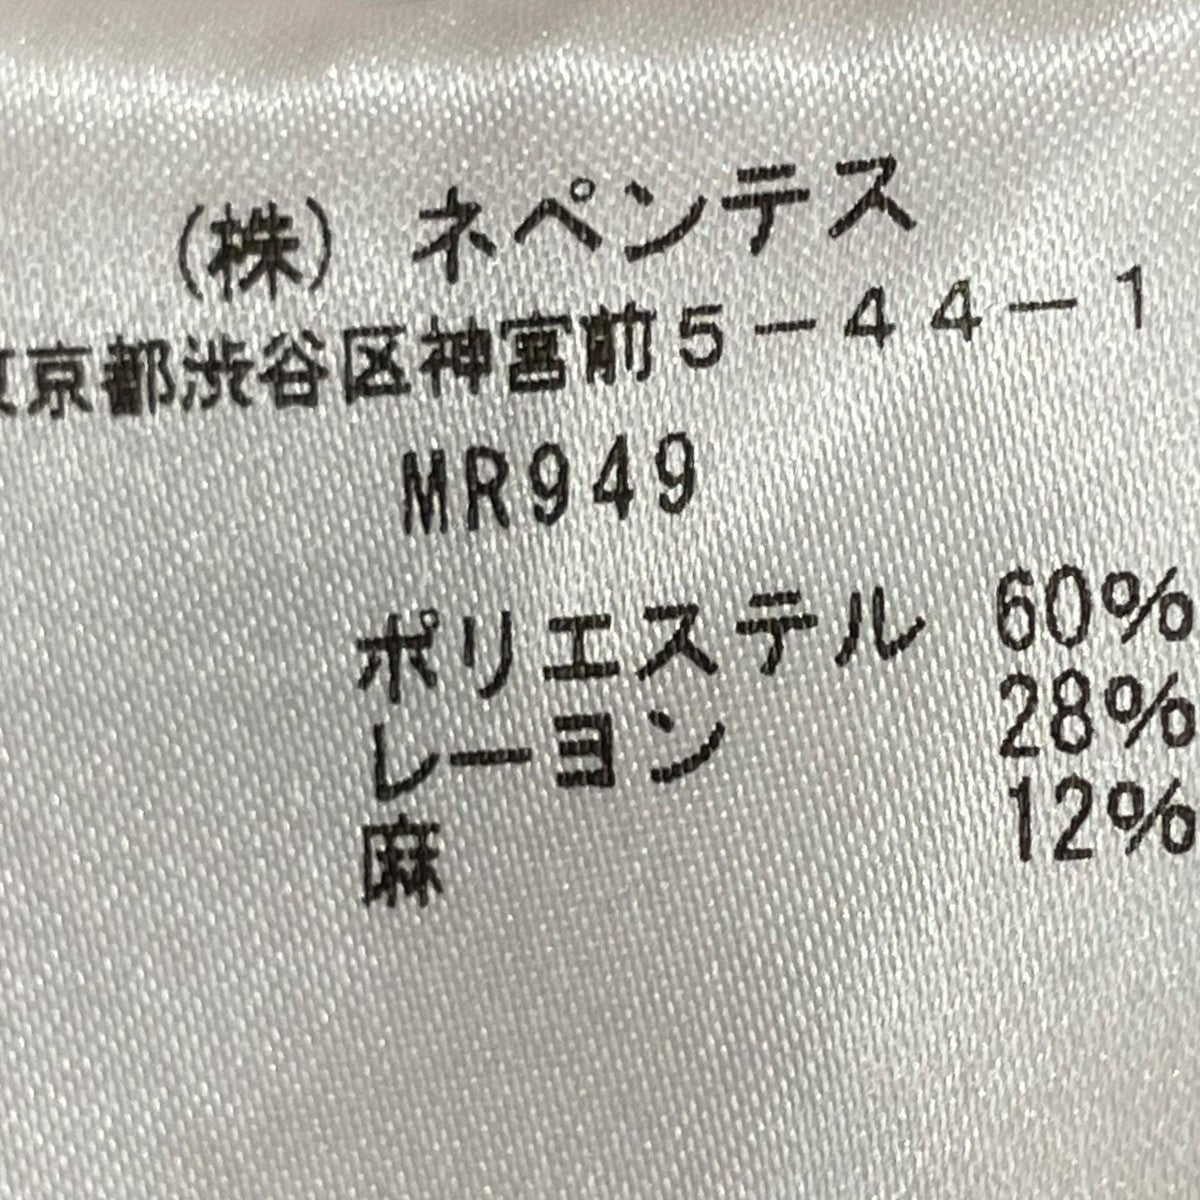 (株) ネペンテス
東京都渋谷区神宮前5-44-1
MR949
ポリエステル 60%
レーヨン 28%
麻 12%